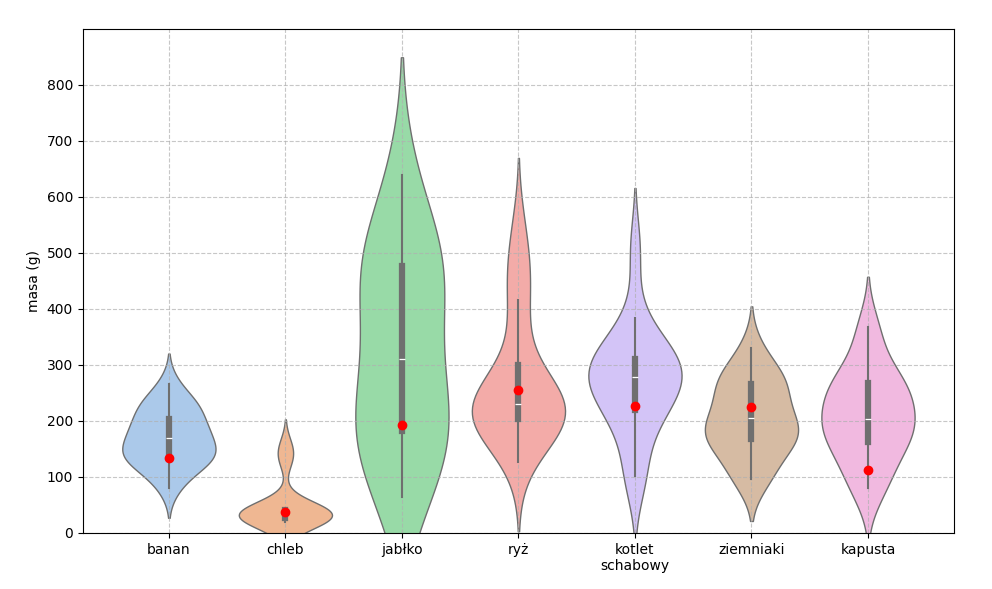 800
700
600
500
400
300
200
100
0
masa (g)
banan
chleb
jabłko
ryż
kotlet
schabowy
ziemniaki
kapusta